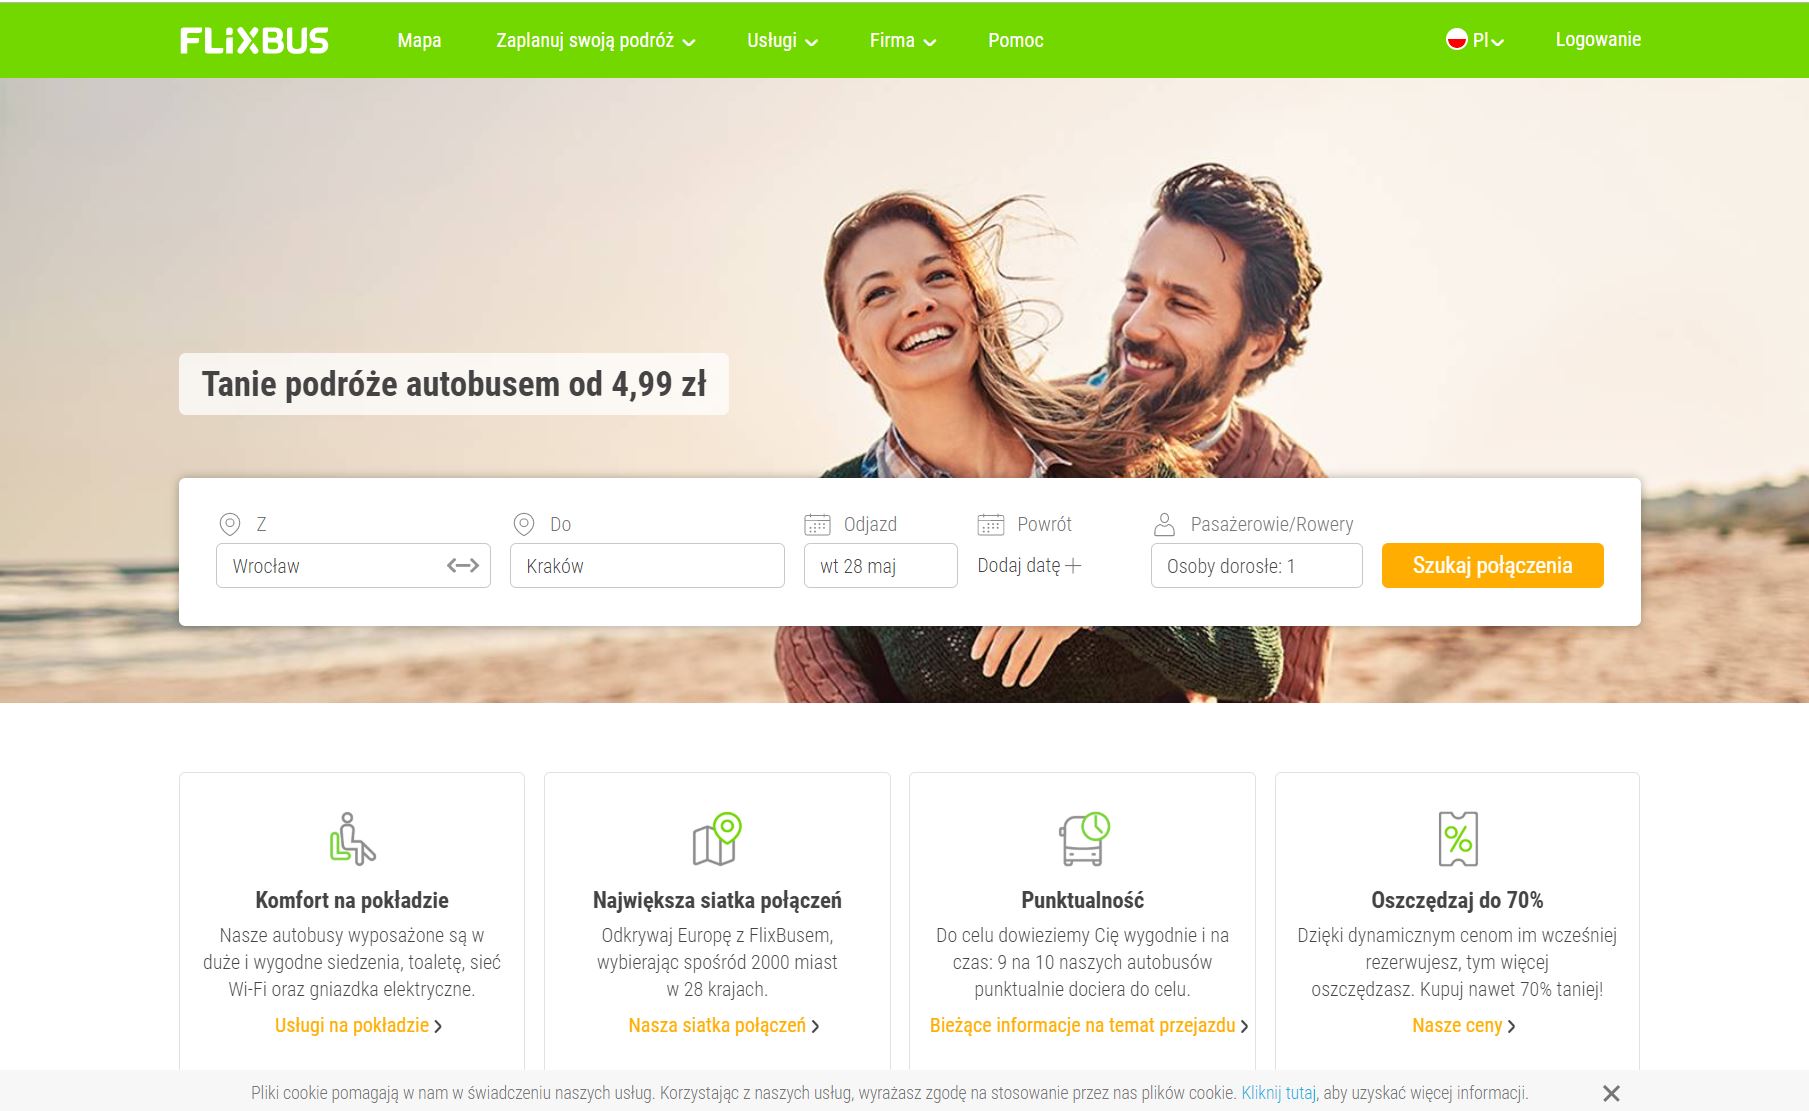 FLiXBUS Mapa Zaplanuj swoją podróż Usługi Firma Pomoc Pl Logowanie
Tanie podróże autobusem od 4,99 zł
Z Do Odjazd Powrót Pasażerowie/Rowery
Wrocław Kraków wt 28 maj Dodaj datę Osoby dorosłe: 1 Szukaj połączenia
Komfort na pokładzie
Nasze autobusy wyposażone są w
duże i wygodne siedzenia, toaletę, sieć
Wi-Fi oraz gniazdka elektryczne.
Usługi na pokładzie
Największa siatka połączeń
Odkrywaj Europę z FlixBusem,
wybierając spośród 2000 miast
w 28 krajach.
Nasza siatka połączeń
Punktualność
Do celu dowieziemy Cię wygodnie i na
czas: 9 na 10 naszych autobusów
punktualnie dociera do celu.
Bieżące informacje na temat przejazdu
%
Oszczędzaj do 70%
Dzięki dynamicznym cenom im wcześniej
rezerwujesz, tym więcej
oszczędzasz. Kupuj nawet 70% taniej!
Nasze ceny
Pliki cookie pomagają w nam w świadczeniu naszych usług. Korzystając z naszych usług, wyrażasz zgodę na stosowanie przez nas plików cookie. Kliknij tutaj, aby uzyskać więcej informacji.